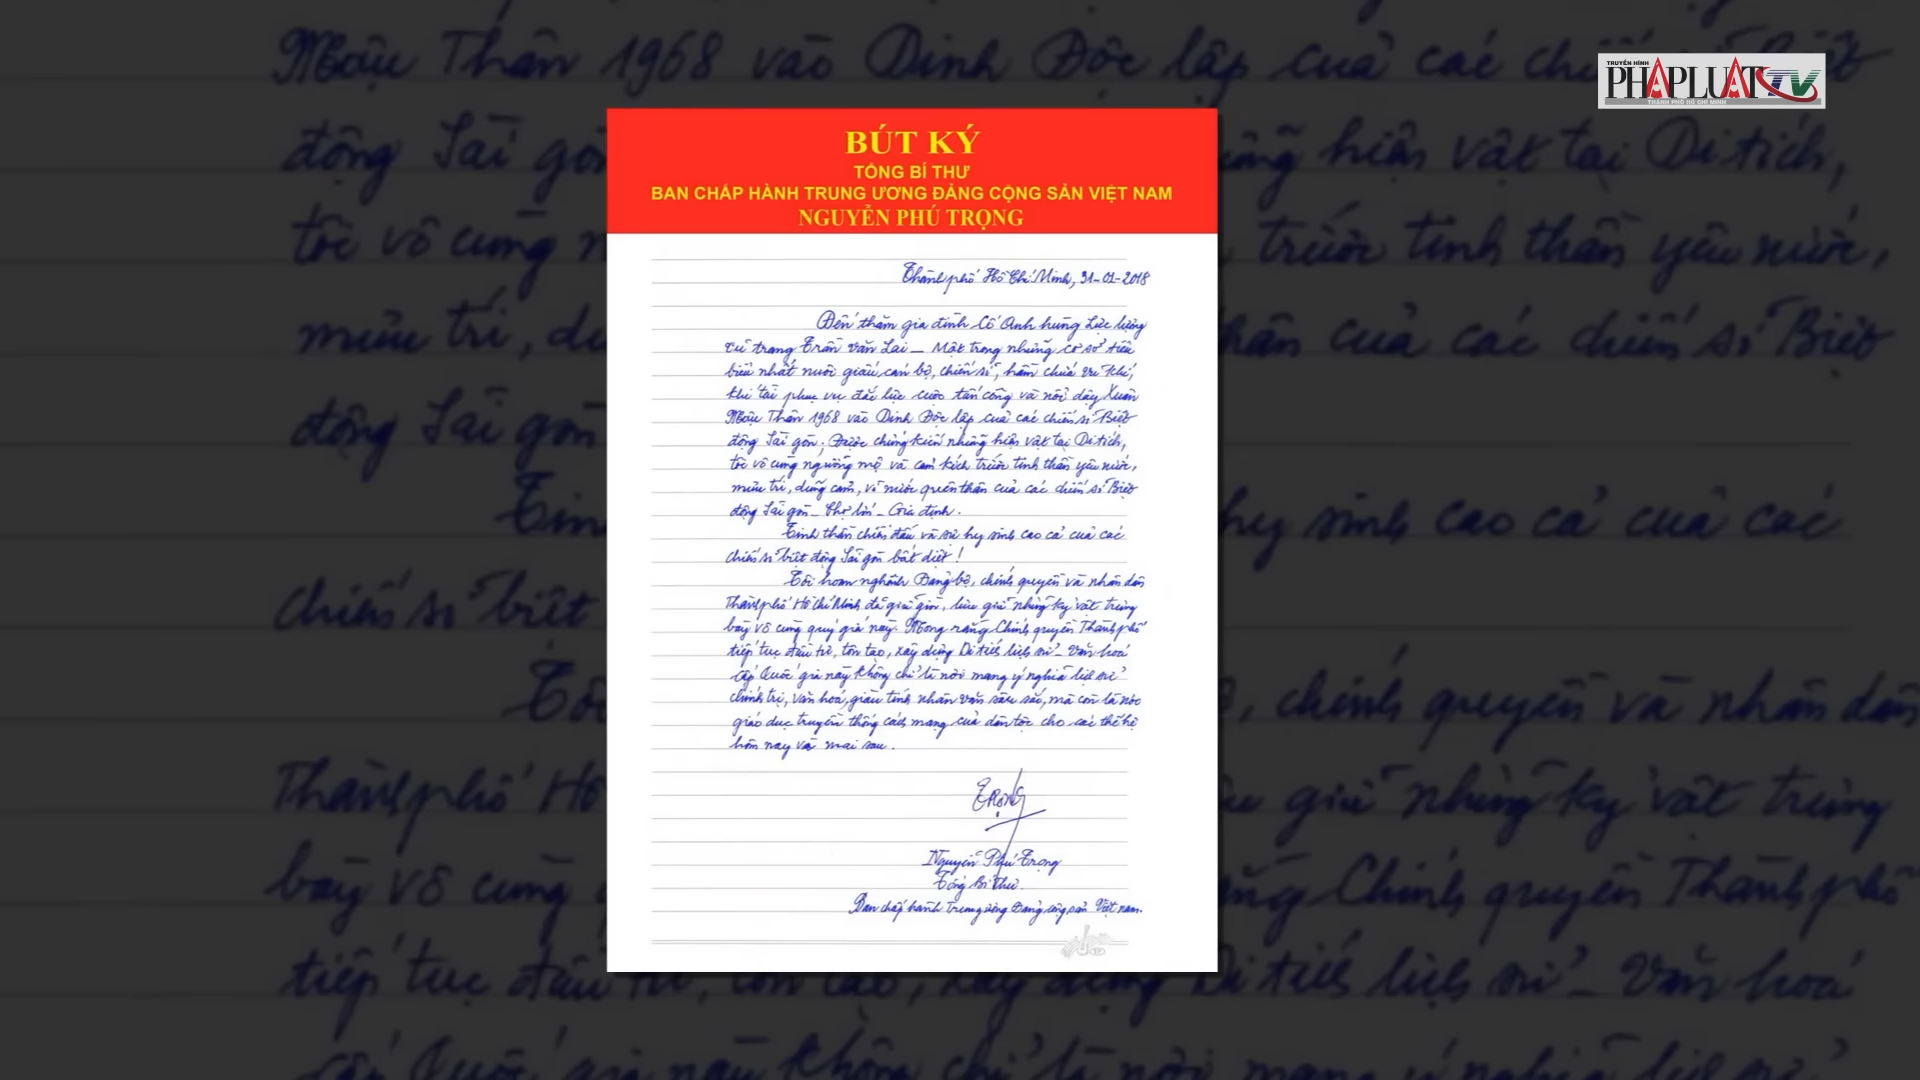 TRUYỀN HÌNH
PHÁPLUẬT TV
THÀNH PHỐ HỒ CHÍ MINH
BÚT KÝ
TỔNG BÍ THƯ
BAN CHẤP HÀNH TRUNG ƯƠNG ĐẢNG CỘNG SẢN VIỆT NAM
NGUYỄN PHÚ TRỌNG
Thành phố Hồ Chí Minh, 31-01-2018
Đến thăm gia đình Cố Anh hùng Lực lượng
vũ trang Trần Văn Lai – Một trong những cơ sở tiêu
biểu nhất nuôi giấu cán bộ, chiến sĩ, hầm chứa vũ khí,
khí tài phục vụ đắc lực cuộc tấn công và nổi dậy Xuân
Mậu Thân 1968 vào Dinh Độc lập của các chiến sĩ Biệt
động Sài gòn; Được chứng kiến những hiện vật tại Di tích,
tôi vô cùng ngưỡng mộ và cảm kích trước tinh thần yêu nước,
mưu trí, dũng cảm, vì nước quên thân của các chiến sĩ Biệt
động Sài gòn – Chợ lớn – Gia định.
Tinh thần chiến đấu và sự hy sinh cao cả của các
chiến sĩ biệt động Sài gòn bất diệt!
Tôi hoan nghênh Đảng bộ, chính quyền và nhân dân
Thành phố Hồ Chí Minh đã giữ gìn, lưu giữ những kỷ vật trưng
bày vô cùng quý giá này. Mong rằng Chính quyền Thành phố
tiếp tục đầu tư, tôn tạo, xây dựng Di tích lịch sử – Văn hoá
cấp Quốc gia này không chỉ là nơi mang ý nghĩa lịch sử
chính trị, văn hoá, giàu tính nhân văn sâu sắc, mà còn là nơi
giáo dục truyền thống cách mạng của dân tộc cho các thế hệ
hôm nay và mai sau.
Trọng
Nguyễn Phú Trọng
Tổng Bí Thư
Ban chấp hành Trung ương Đảng cộng sản Việt nam.